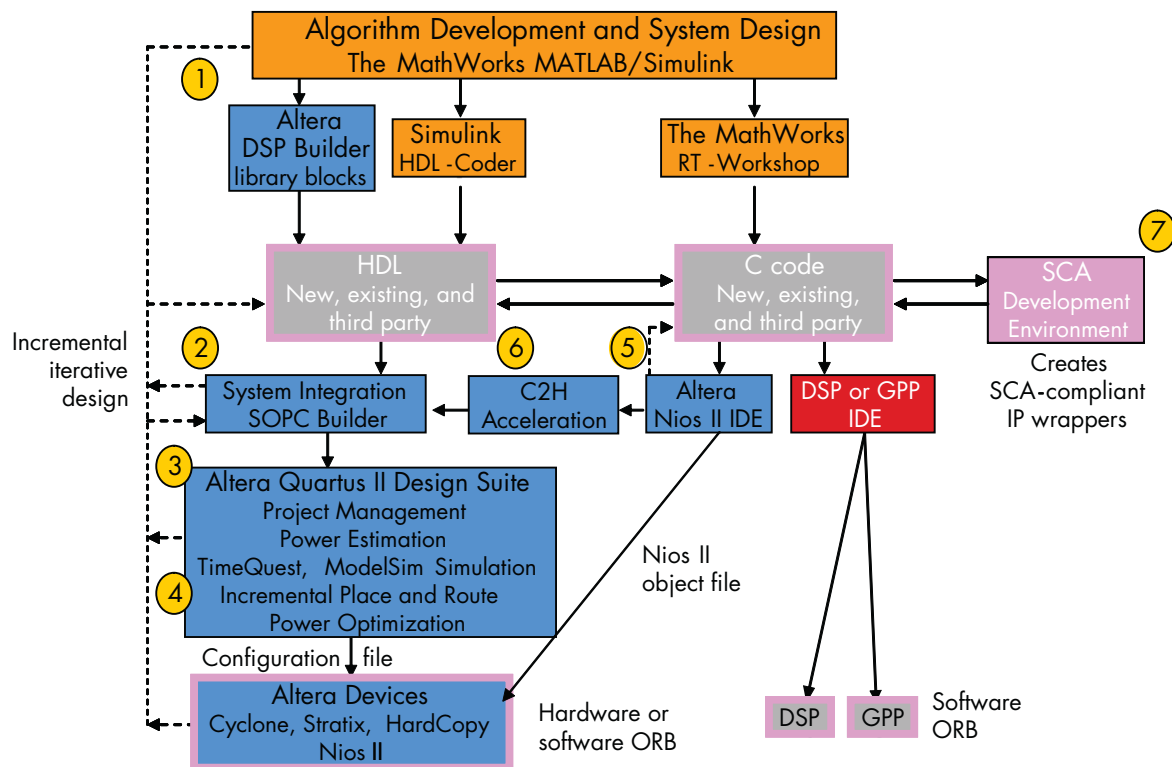 Algorithm Development and System Design
The MathWorks MATLAB/Simulink
1
Altera
DSP Builder
library blocks
Simulink
HDL -Coder
The MathWorks
RT -Workshop
7
HDL
New, existing, and
third party
C code
New, existing,
and third party
SCA
Development
Environment
Incremental
iterative
design
2
6
5
Creates
SCA-compliant
IP wrappers
System Integration
SOPC Builder
C2H
Acceleration
Altera
Nios II IDE
DSP or GPP
IDE
3
Altera Quartus II Design Suite
Project Management
Power Estimation
TimeQuest, ModelSim Simulation
4
Incremental Place and Route
Power Optimization
Nios II
object file
Configuration file
Altera Devices
Cyclone, Stratix, HardCopy
Nios II
Hardware or
software ORB
DSP
GPP
Software
ORB